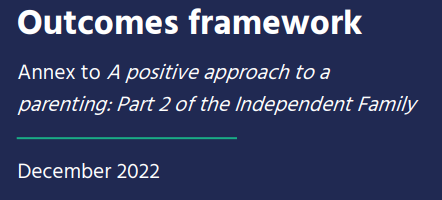 Outcomes framework
Annex to A positive approach to a
parenting: Part 2 of the Independent Family
December 2022